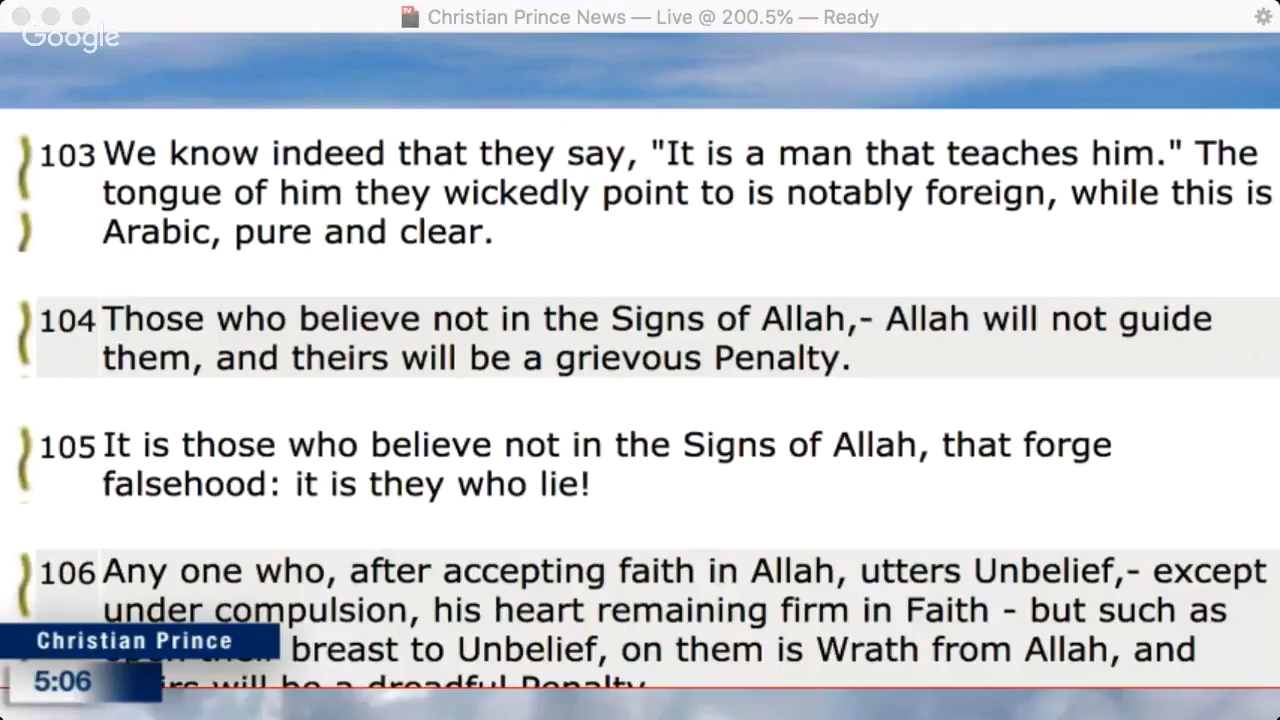 Christian Prince News — Live @ 200.5% — Ready
Google
103 We know indeed that they say, "It is a man that teaches him." The
tongue of him they wickedly point to is notably foreign, while this is
Arabic, pure and clear.
104 Those who believe not in the Signs of Allah,- Allah will not guide
them, and theirs will be a grievous Penalty.
105 It is those who believe not in the Signs of Allah, that forge
falsehood: it is they who lie!
106 Any one who, after accepting faith in Allah, utters Unbelief,- except
under compulsion, his heart remaining firm in Faith - but such as
breast to Unbelief, on them is Wrath from Allah, and
will be a dreadful Penalty
Christian Prince
5:06